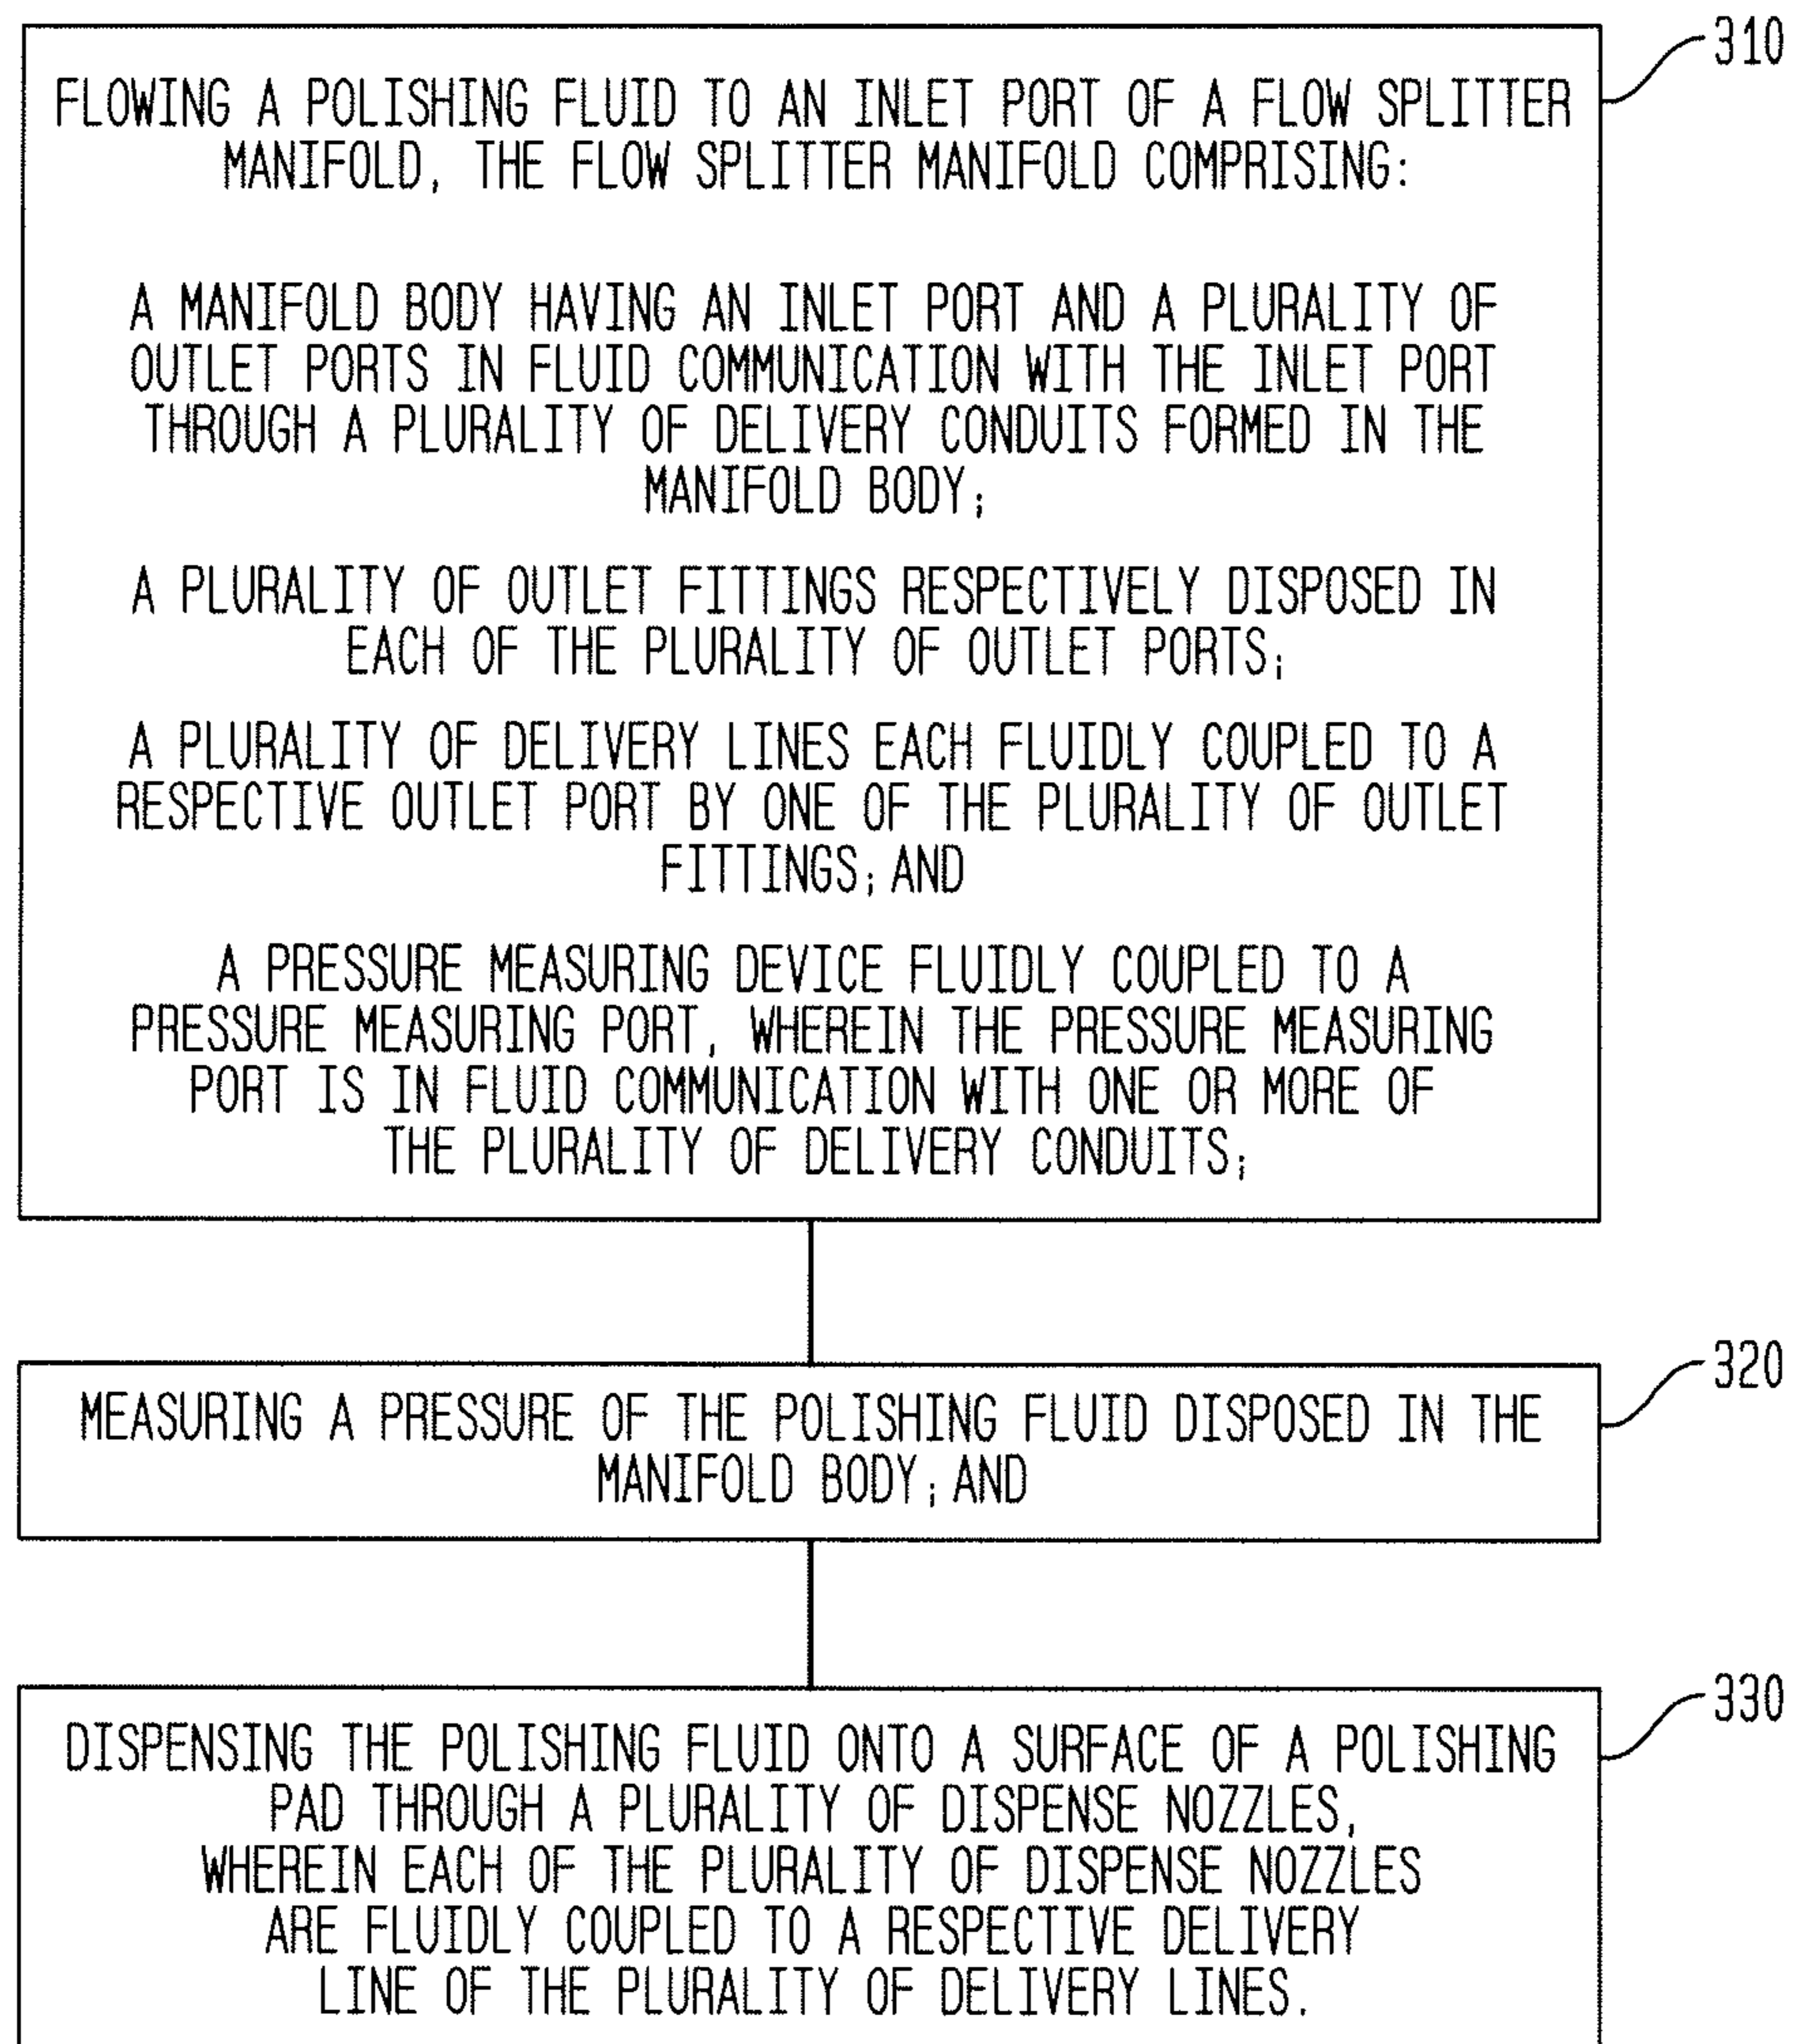 310
FLOWING A POLISHING FLUID TO AN INLET PORT OF A FLOW SPLITTER
MANIFOLD, THE FLOW SPLITTER MANIFOLD COMPRISING:
A MANIFOLD BODY HAVING AN INLET PORT AND A PLURALITY OF
OUTLET PORTS IN FLUID COMMUNICATION WITH THE INLET PORT
THROUGH A PLURALITY OF DELIVERY CONDUITS FORMED IN THE
MANIFOLD BODY;
A PLURALITY OF OUTLET FITTINGS RESPECTIVELY DISPOSED IN
EACH OF THE PLURALITY OF OUTLET PORTS;
A PLURALITY OF DELIVERY LINES EACH FLUIDLY COUPLED TO A
RESPECTIVE OUTLET PORT BY ONE OF THE PLURALITY OF OUTLET
FITTINGS; AND
A PRESSURE MEASURING DEVICE FLUIDLY COUPLED TO A
PRESSURE MEASURING PORT, WHEREIN THE PRESSURE MEASURING
PORT IS IN FLUID COMMUNICATION WITH ONE OR MORE OF
THE PLURALITY OF DELIVERY CONDUITS;
320
MEASURING A PRESSURE OF THE POLISHING FLUID DISPOSED IN THE
MANIFOLD BODY; AND
330
DISPENSING THE POLISHING FLUID ONTO A SURFACE OF A POLISHING
PAD THROUGH A PLURALITY OF DISPENSE NOZZLES,
WHEREIN EACH OF THE PLURALITY OF DISPENSE NOZZLES
ARE FLUIDLY COUPLED TO A RESPECTIVE DELIVERY
LINE OF THE PLURALITY OF DELIVERY LINES.